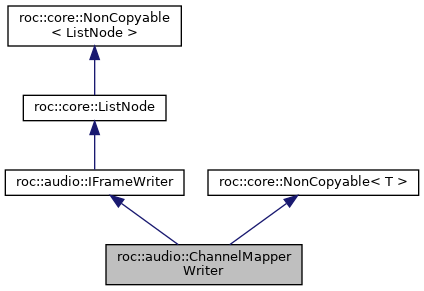 roc::core::NonCopyable
< ListNode >
roc::core::ListNode
roc::audio::IFrameWriter
roc::core::NonCopyable< T >
roc::audio::ChannelMapper
Writer